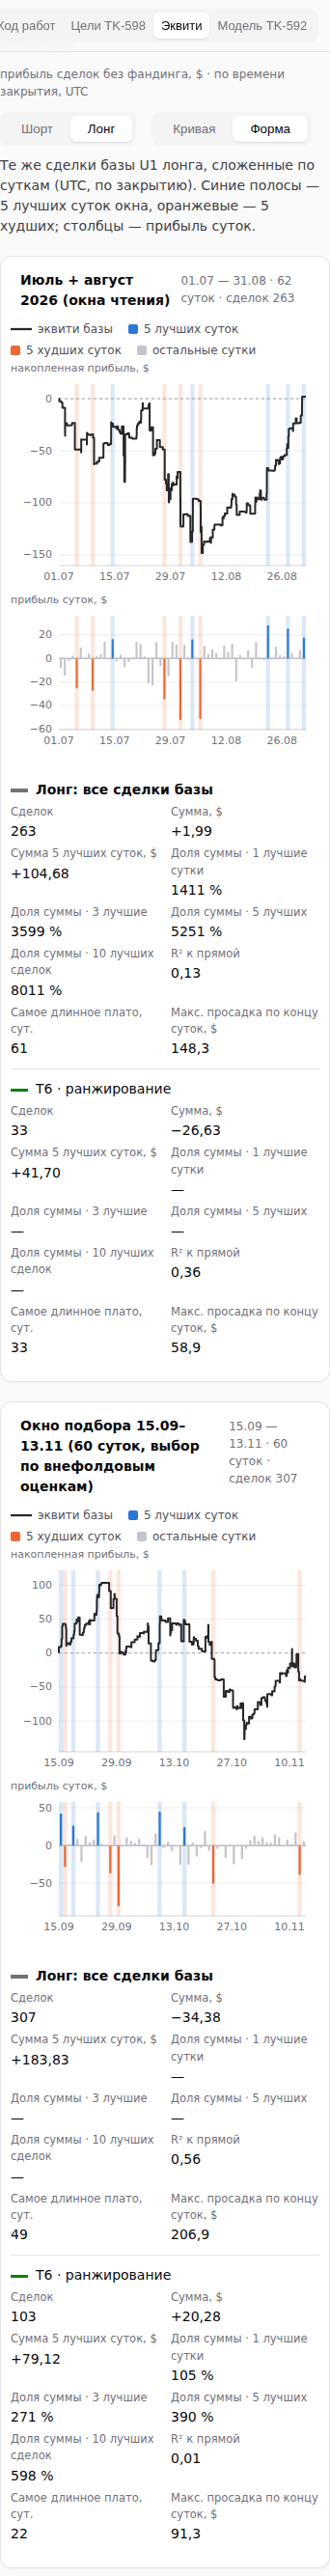 Ход работ Цели ТК-598 Эквити Модель ТК-592
прибыль сделок без фандинга, $ · по времени
закрытия, UTC
Шорт Лонг Кривая Форма
Те же сделки базы U1 лонга, сложенные по
суткам (UTC, по закрытию). Синие полосы —
5 лучших суток окна, оранжевые — 5
худших; столбцы — прибыль суток.
Июль + август
2026 (окна чтения)
01.07 — 31.08 · 62
суток · сделок 263
эквити базы 5 лучших суток
5 худших суток остальные сутки
накопленная прибыль, $
0
−50
−100
−150
01.07 15.07 29.07 12.08 26.08
прибыль суток, $
20
0
−20
−40
−60
01.07 15.07 29.07 12.08 26.08
Лонг: все сделки базы
Сделок
263
Сумма, $
+1,99
Сумма 5 лучших суток, $
+104,68
Доля суммы · 1 лучшие
сутки
1411 %
Доля суммы · 3 лучшие
3599 %
Доля суммы · 5 лучших
5251 %
Доля суммы · 10 лучших
сделок
8011 %
R² к прямой
0,13
Самое длинное плато,
сут.
61
Макс. просадка по концу
суток, $
148,3
Т6 · ранжирование
Сделок
33
Сумма, $
−26,63
Сумма 5 лучших суток, $
+41,70
Доля суммы · 1 лучшие
сутки
—
Доля суммы · 3 лучшие
—
Доля суммы · 5 лучших
—
Доля суммы · 10 лучших
сделок
—
R² к прямой
0,36
Самое длинное плато,
сут.
33
Макс. просадка по концу
суток, $
58,9
Окно подбора 15.09–
13.11 (60 суток, выбор
по внефолдовым
оценкам)
15.09 —
13.11 · 60
суток ·
сделок 307
эквити базы 5 лучших суток
5 худших суток остальные сутки
накопленная прибыль, $
100
50
0
−50
−100
15.09 29.09 13.10 27.10 10.11
прибыль суток, $
50
0
−50
15.09 29.09 13.10 27.10 10.11
Лонг: все сделки базы
Сделок
307
Сумма, $
−34,38
Сумма 5 лучших суток, $
+183,83
Доля суммы · 1 лучшие
сутки
—
Доля суммы · 3 лучшие
—
Доля суммы · 5 лучших
—
Доля суммы · 10 лучших
сделок
—
R² к прямой
0,56
Самое длинное плато,
сут.
49
Макс. просадка по концу
суток, $
206,9
Т6 · ранжирование
Сделок
103
Сумма, $
+20,28
Сумма 5 лучших суток, $
+79,12
Доля суммы · 1 лучшие
сутки
105 %
Доля суммы · 3 лучшие
271 %
Доля суммы · 5 лучших
390 %
Доля суммы · 10 лучших
сделок
598 %
R² к прямой
0,01
Самое длинное плато,
сут.
22
Макс. просадка по концу
суток, $
91,3